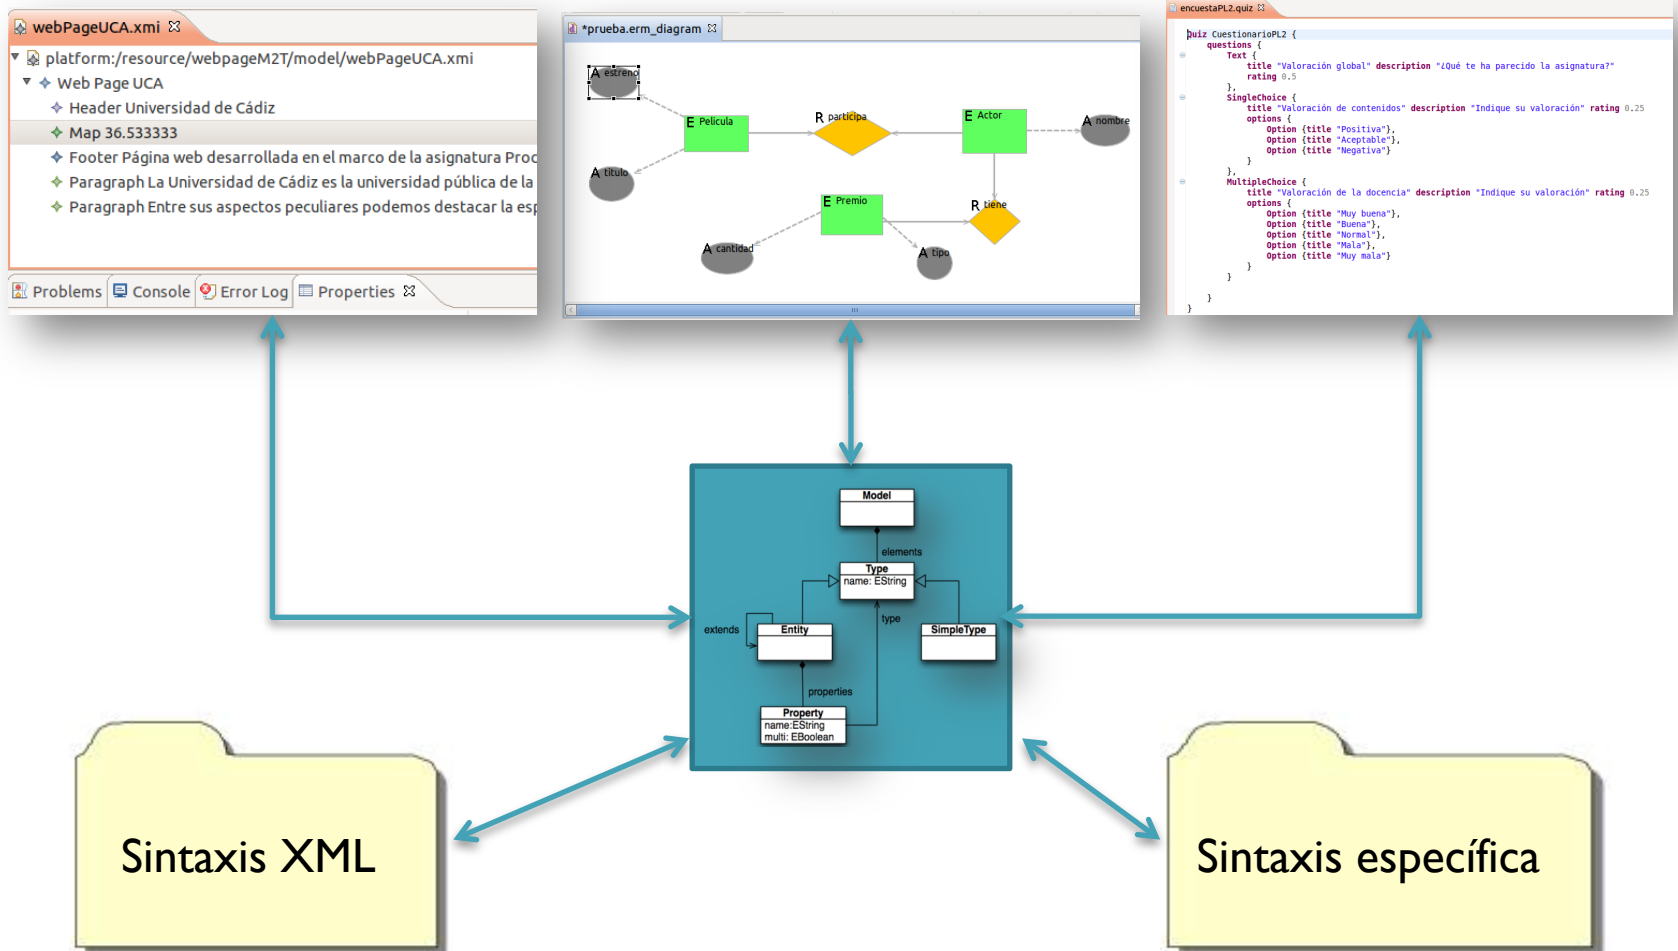 webPageUCA.xmi
platform:/resource/webpageM2T/model/webPageUCA.xmi
Web Page UCA
Header Universidad de Cádiz
Map 36.533333
Footer Página web desarrollada en el marco de la asignatura Proc
Paragraph La Universidad de Cádiz es la universidad pública de la
Paragraph Entre sus aspectos peculiares podemos destacar la esp
Problems Console Error Log Properties
*prueba.erm_diagram
A estreno
E Pelicula
R participa
E Actor
A nombre
A titulo
E Premio
R tiene
A cantidad
A tipo
encuestaPL2.quiz
Quiz CuestionarioPL2 {
questions {
Text {
title "Valoración global" description "¿Qué te ha parecido la asignatura?"
rating 0.5
},
SingleChoice {
title "Valoración de contenidos" description "Indique su valoración" rating 0.25
options {
Option {title "Positiva"},
Option {title "Aceptable"},
Option {title "Negativa"}
}
},
MultipleChoice {
title "Valoración de la docencia" description "Indique su valoración" rating 0.25
options {
Option {title "Muy buena"},
Option {title "Buena"},
Option {title "Normal"},
Option {title "Mala"},
Option {title "Muy mala"}
}
}
}
}
Model
elements
Type
name: EString
type
extends
Entity
SimpleType
properties
Property
name:EString
multi: EBoolean
Sintaxis XML
Sintaxis específica